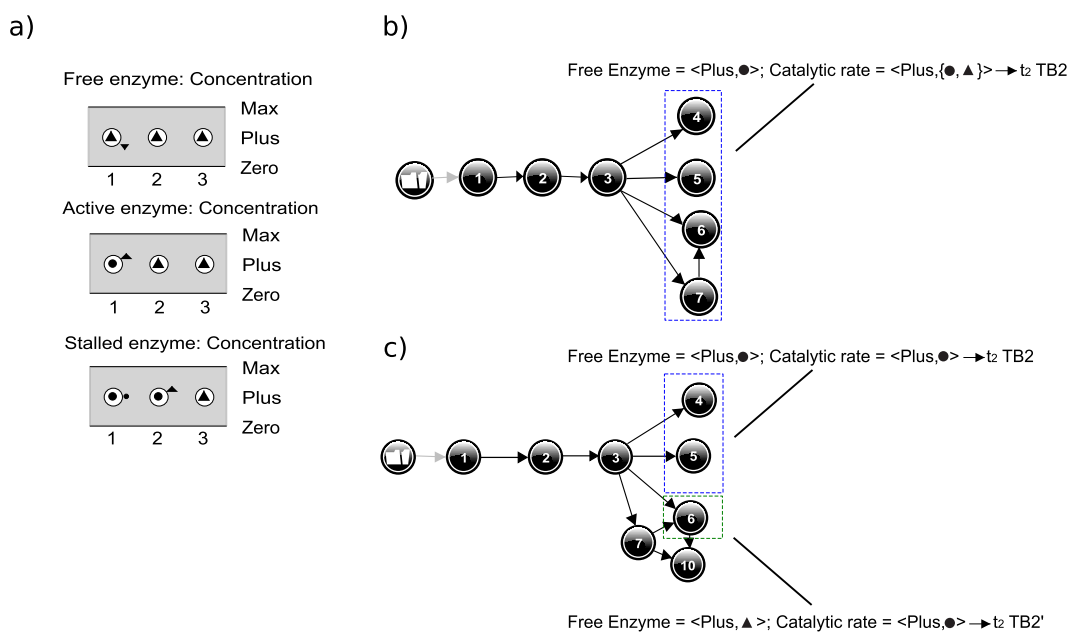 a)
Free enzyme: Concentration
Max
Plus
Zero
1 2 3
Active enzyme: Concentration
Max
Plus
Zero
1 2 3
Stalled enzyme: Concentration
Max
Plus
Zero
1 2 3
b)
Free Enzyme = <Plus,●>; Catalytic rate = <Plus,{●,▲}>→t₂ TB2
4
1 2 3 5
6
7
c)
Free Enzyme = <Plus,●>; Catalytic rate = <Plus,●> →t₂ TB2
4
1 2 3 5
6
7
10
Free Enzyme = <Plus,▲>; Catalytic rate = <Plus,●> →t₂ TB2'